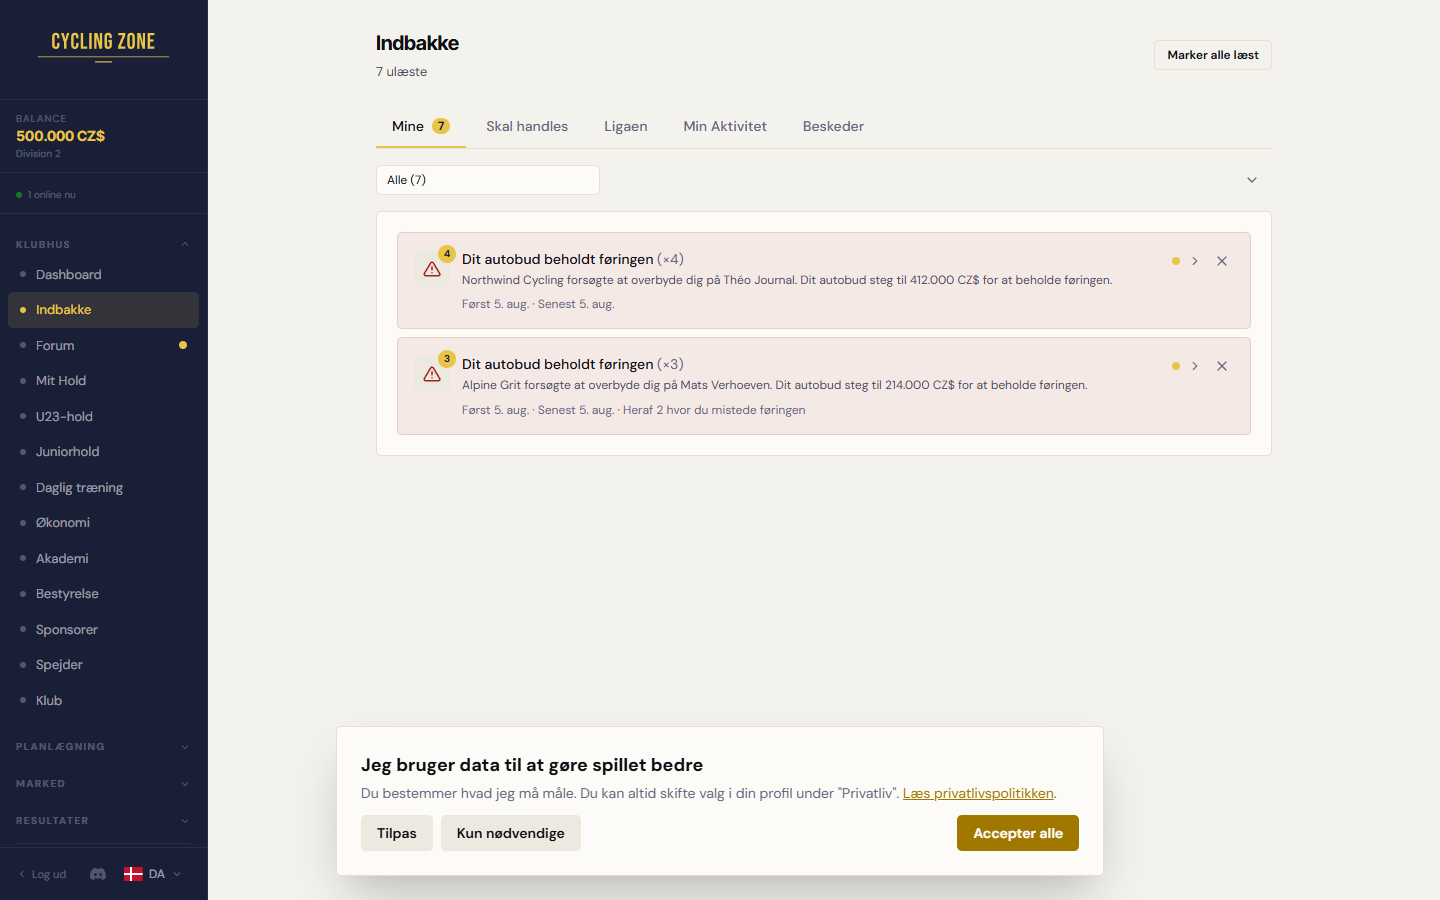 CYCLING ZONE
BALANCE
500.000 CZ$
Division 2
1 online nu
KLUBHUS
Dashboard
Indbakke
Forum
Mit Hold
U23-hold
Juniorhold
Daglig træning
Økonomi
Akademi
Bestyrelse
Sponsorer
Spejder
Klub
PLANLÆGNING
MARKED
RESULTATER
Log ud
DA
Indbakke
7 ulæste
Marker alle læst
Mine 7
Skal handles
Ligaen
Min Aktivitet
Beskeder
Alle (7)
4
Dit autobud beholdt føringen (×4)
Northwind Cycling forsøgte at overbyde dig på Théo Journal. Dit autobud steg til 412.000 CZ$ for at beholde føringen.
Først 5. aug. · Senest 5. aug.
3
Dit autobud beholdt føringen (×3)
Alpine Grit forsøgte at overbyde dig på Mats Verhoeven. Dit autobud steg til 214.000 CZ$ for at beholde føringen.
Først 5. aug. · Senest 5. aug. · Heraf 2 hvor du mistede føringen
Jeg bruger data til at gøre spillet bedre
Du bestemmer hvad jeg må måle. Du kan altid skifte valg i din profil under "Privatliv". Læs privatlivspolitikken.
Tilpas
Kun nødvendige
Accepter alle